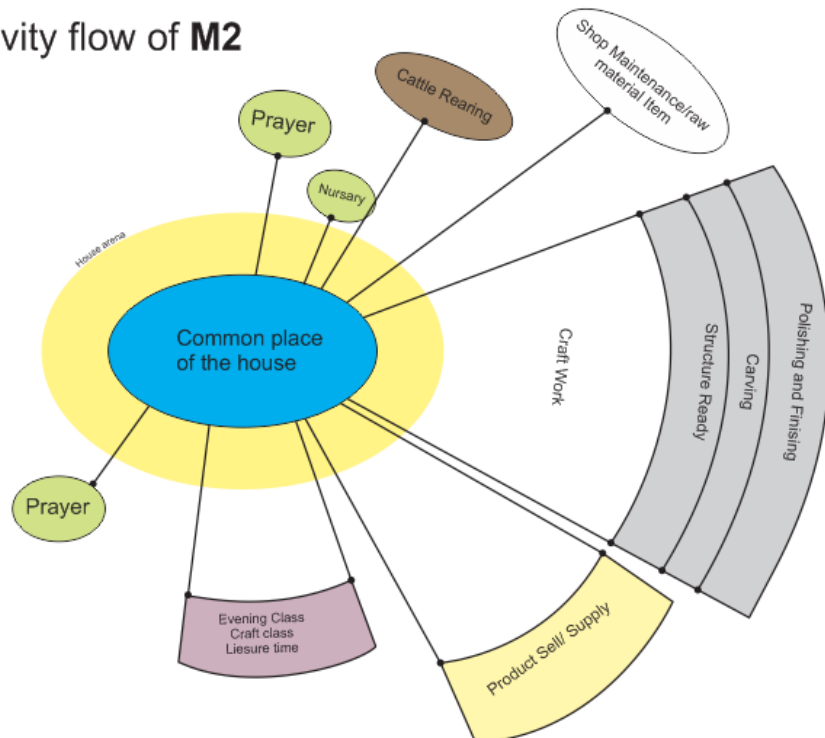 vity flow of M2
Prayer
Cattle Rearing
Shop Maintenance/raw
material Item
Nursary
House arena
Common place
of the house
Craft Work
Structure Ready
Carving
Polishing and Finising
Prayer
Evening Class
Craft class
Liesure time
Product Sell/ Supply